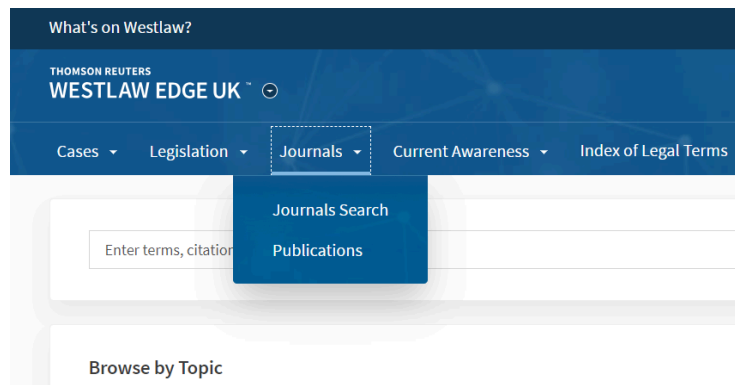 What's on Westlaw?
THOMSON REUTERS
WESTLAW EDGE UK ™
Cases Legislation Journals Current Awareness Index of Legal Terms
Journals Search
Enter terms, citation
Publications
Browse by Topic